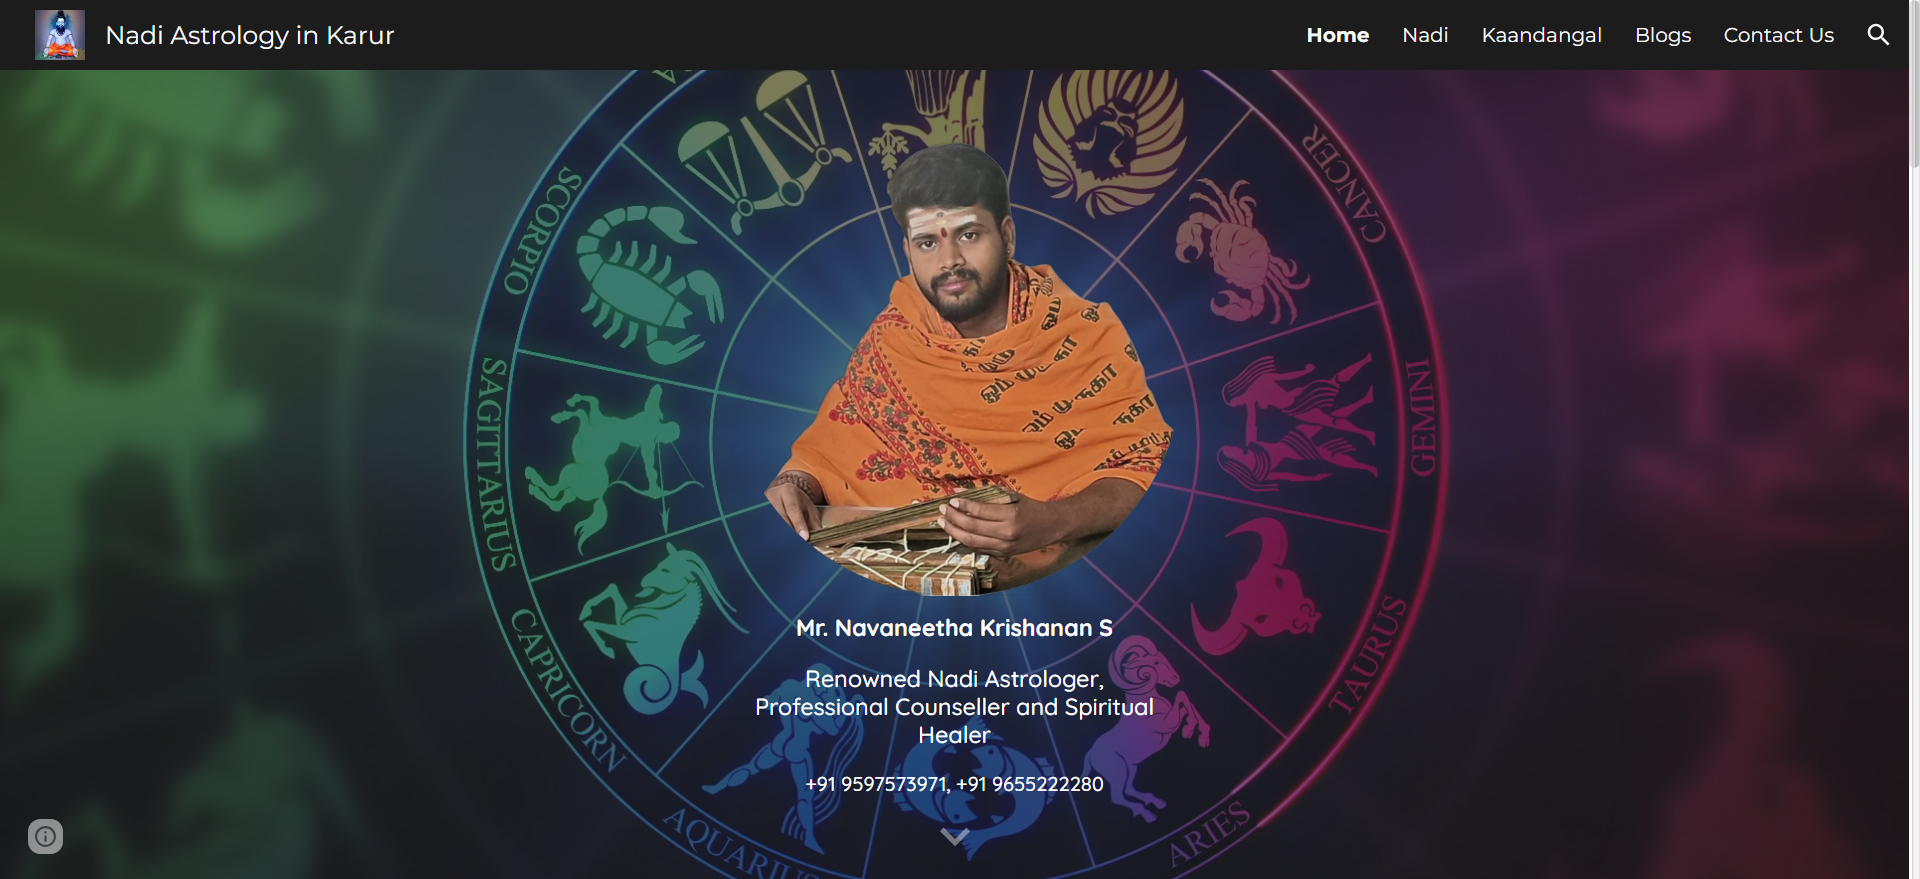 Nadi Astrology in Karur
Home
Nadi
Kaandangal
Blogs
Contact Us
CANCER
SCORPIO
GEMINI
SAGITTARIUS
TAURUS
CAPRICORN
ஓம் முருகா
Mr. Navaneetha Krishanan S
Renowned Nadi Astrologer,
Professional Counseller and Spiritual
Healer
+91 9597573971, +91 9655222280
ARIES
AQUARIUS